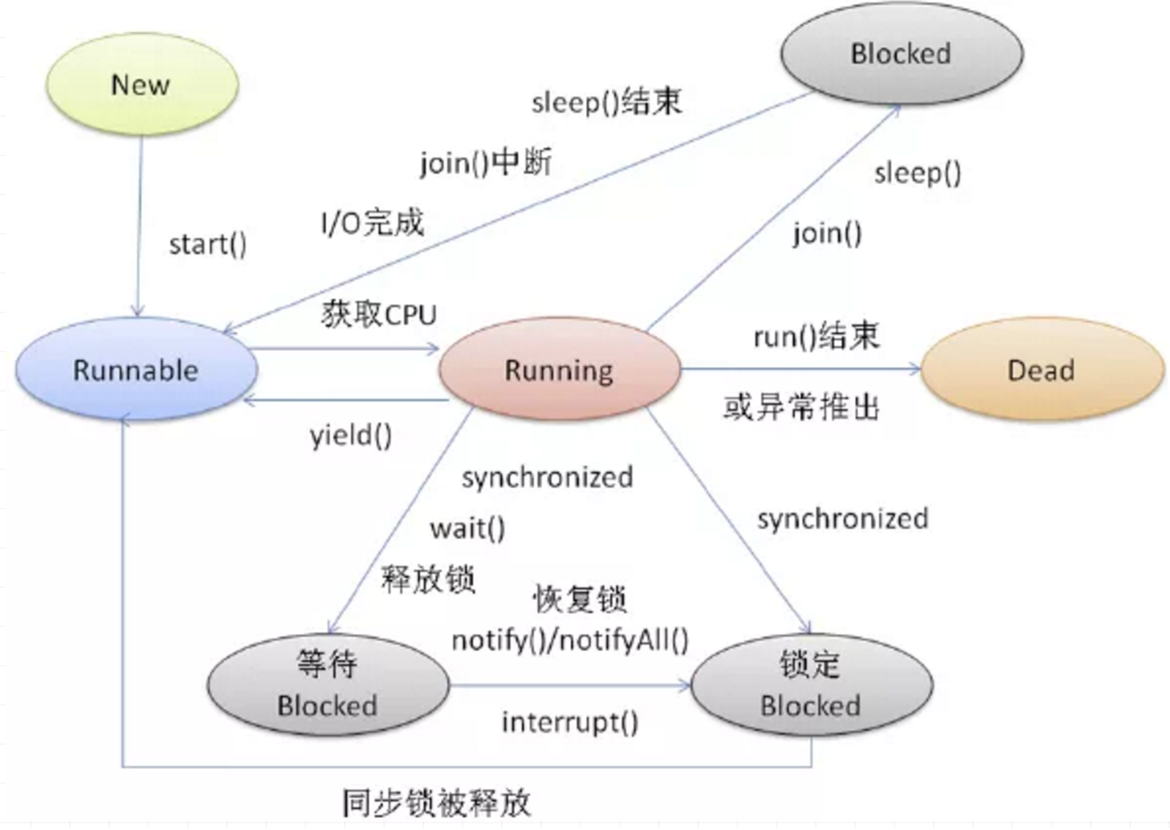 New
Blocked
sleep()结束
join()中断
sleep()
I/O完成
join()
start()
获取CPU
Runnable
Running
run()结束
Dead
或异常推出
yield()
synchronized
wait()
synchronized
释放锁
恢复锁
notify()/notifyAll()
等待
Blocked
锁定
Blocked
interrupt()
同步锁被释放